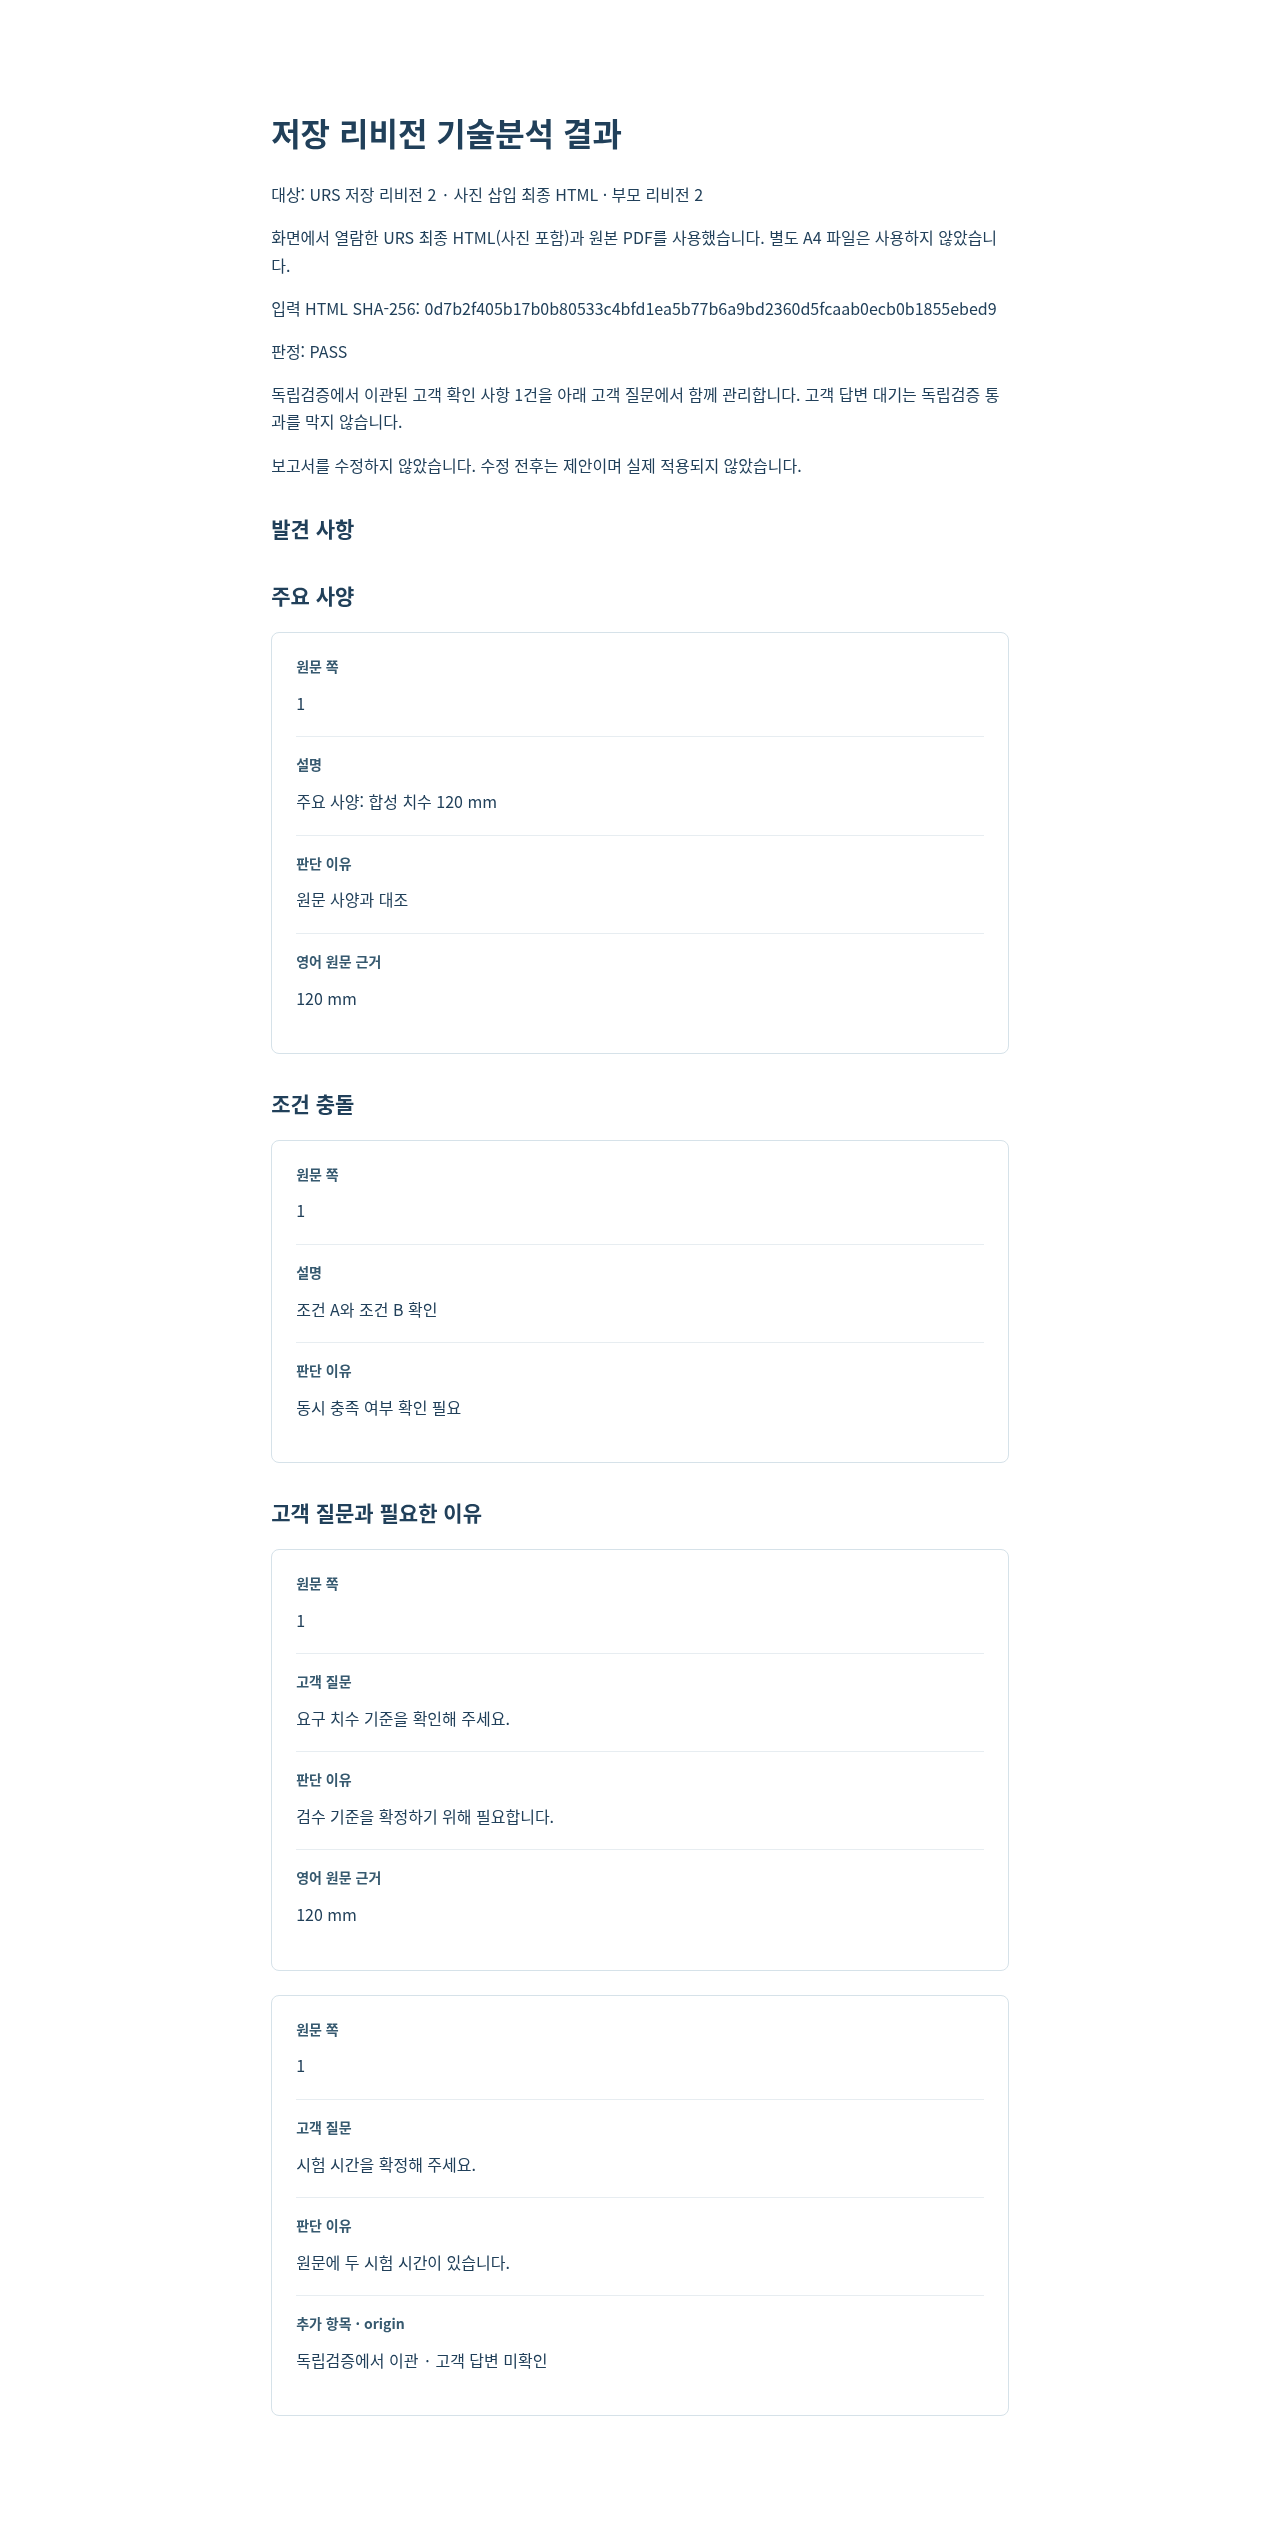 저장 리비전 기술분석 결과
대상: URS 저장 리비전 2 · 사진 삽입 최종 HTML · 부모 리비전 2
화면에서 열람한 URS 최종 HTML(사진 포함)과 원본 PDF를 사용했습니다. 별도 A4 파일은 사용하지 않았습니
다.
입력 HTML SHA-256: 0d7b2f405b17b0b80533c4bfd1ea5b77b6a9bd2360d5fcaab0ecb0b1855ebed9
판정: PASS
독립검증에서 이관된 고객 확인 사항 1건을 아래 고객 질문에서 함께 관리합니다. 고객 답변 대기는 독립검증 통
과를 막지 않습니다.
보고서를 수정하지 않았습니다. 수정 전후는 제안이며 실제 적용되지 않았습니다.
발견 사항
주요 사양
원문 쪽
1
설명
주요 사양: 합성 치수 120 mm
판단 이유
원문 사양과 대조
영어 원문 근거
120 mm
조건 충돌
원문 쪽
1
설명
조건 A와 조건 B 확인
판단 이유
동시 충족 여부 확인 필요
고객 질문과 필요한 이유
원문 쪽
1
고객 질문
요구 치수 기준을 확인해 주세요.
판단 이유
검수 기준을 확정하기 위해 필요합니다.
영어 원문 근거
120 mm
원문 쪽
1
고객 질문
시험 시간을 확정해 주세요.
판단 이유
원문에 두 시험 시간이 있습니다.
추가 항목 · origin
독립검증에서 이관 · 고객 답변 미확인